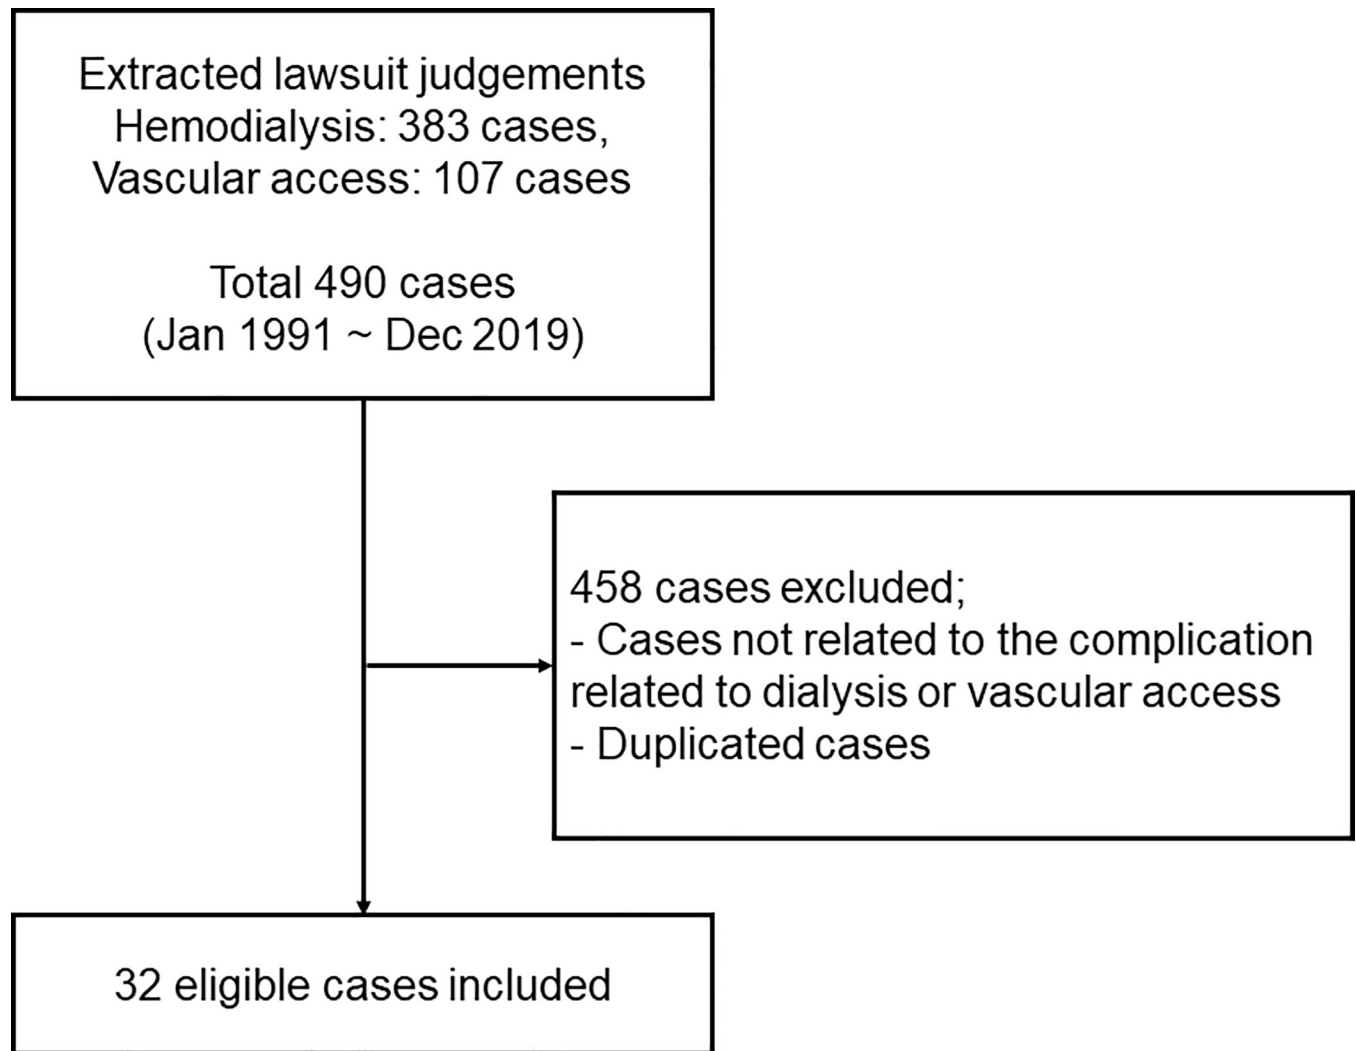 Extracted lawsuit judgements
Hemodialysis: 383 cases,
Vascular access: 107 cases
Total 490 cases
(Jan 1991 ~ Dec 2019)
458 cases excluded;
- Cases not related to the complication
related to dialysis or vascular access
- Duplicated cases
32 eligible cases included